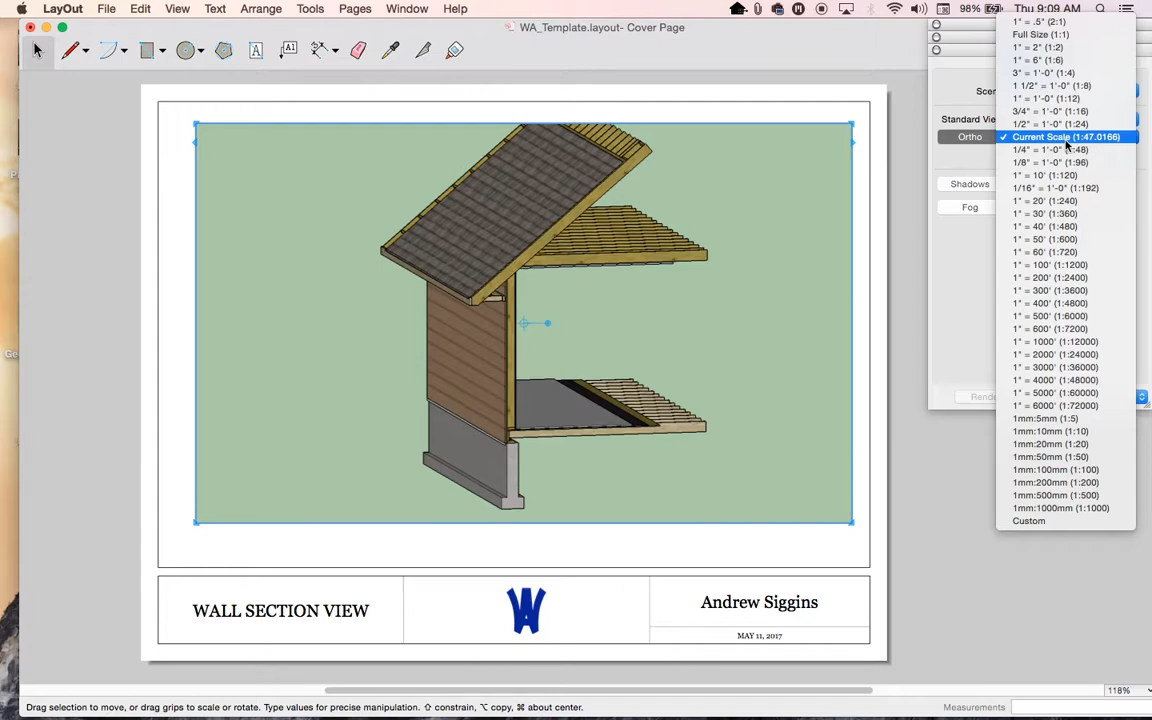 LayOut File Edit View Text Arrange Tools Pages Window Help 98% Thu 9:09 AM
WA_Template.layout- Cover Page
1" = .5" (2:1)
Full Size (1:1)
1" = 2" (1:2)
1" = 6" (1:6)
3" = 1'-0" (1:4)
1 1/2" = 1'-0" (1:8)
1" = 1'-0" (1:12)
3/4" = 1'-0" (1:16)
1/2" = 1'-0" (1:24)
✓ Current Scale (1:47.0166)
1/4" = 1'-0" (1:48)
1/8" = 1'-0" (1:96)
1" = 10' (1:120)
1/16" = 1'-0" (1:192)
1" = 20' (1:240)
1" = 30' (1:360)
1" = 40' (1:480)
1" = 50' (1:600)
1" = 60' (1:720)
1" = 100' (1:1200)
1" = 200' (1:2400)
1" = 300' (1:3600)
1" = 400' (1:4800)
1" = 500' (1:6000)
1" = 600' (1:7200)
1" = 1000' (1:12000)
1" = 2000' (1:24000)
1" = 3000' (1:36000)
1" = 4000' (1:48000)
1" = 5000' (1:60000)
1" = 6000' (1:72000)
1mm:5mm (1:5)
1mm:10mm (1:10)
1mm:20mm (1:20)
1mm:50mm (1:50)
1mm:100mm (1:100)
1mm:200mm (1:200)
1mm:500mm (1:500)
1mm:1000mm (1:1000)
Custom
Ortho
Shadows
Fog
WALL SECTION VIEW
WA
Andrew Siggins
MAY 11, 2017
118%
Drag selection to move, or drag grips to scale or rotate. Type values for precise manipulation. ⇧ constrain, ⌥ copy, ⌘ about center.
Measurements